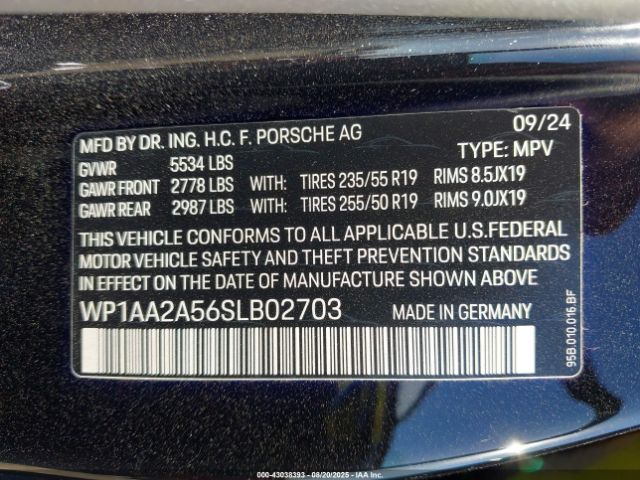 MFD BY DR. ING. H.C. F. PORSCHE AG 09/24
GVWR 5534 LBS TYPE: MPV
GAWR FRONT 2778 LBS WITH: TIRES 235/55 R19 RIMS 8.5JX19
GAWR REAR 2987 LBS WITH: TIRES 255/50 R19 RIMS 9.0JX19
THIS VEHICLE CONFORMS TO ALL APPLICABLE U.S.FEDERAL
MOTOR VEHICLE SAFETY AND THEFT PREVENTION STANDARDS
IN EFFECT ON THE DATE OF MANUFACTURE SHOWN ABOVE
WP1AA2A56SLB02703 MADE IN GERMANY
95B.010.016.BF
000-43038393 - 08/20/2025 - IAA Inc.